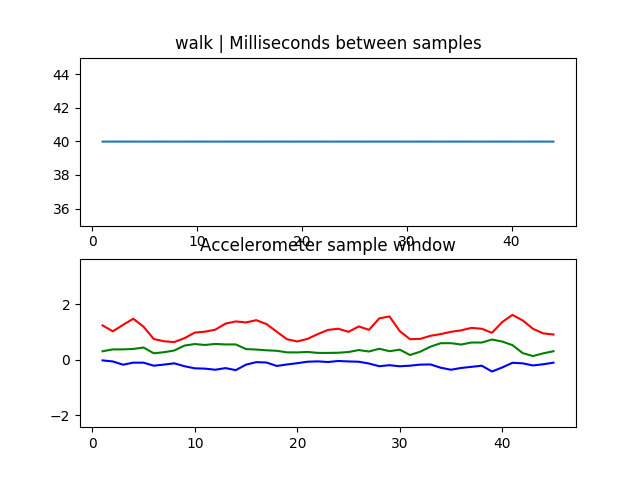 walk | Milliseconds between samples
44
42
40
38
36
0 10 20 30 40
Accelerometer sample window
2
0
−2
0 10 20 30 40